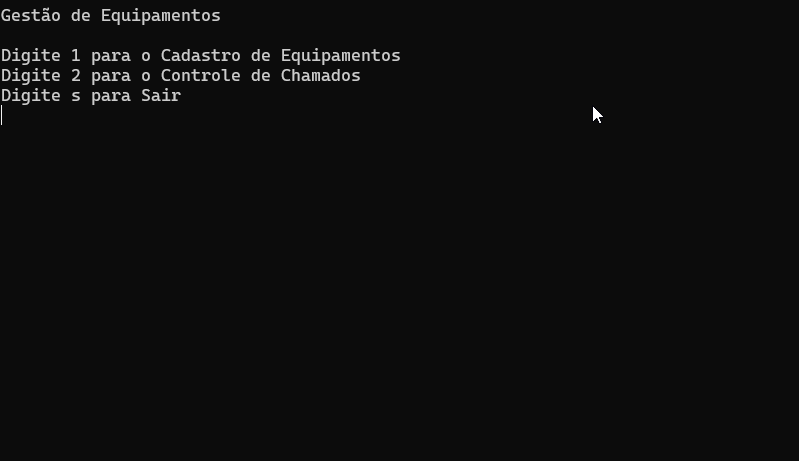 Gestão de Equipamentos
Digite 1 para o Cadastro de Equipamentos
Digite 2 para o Controle de Chamados
Digite s para Sair